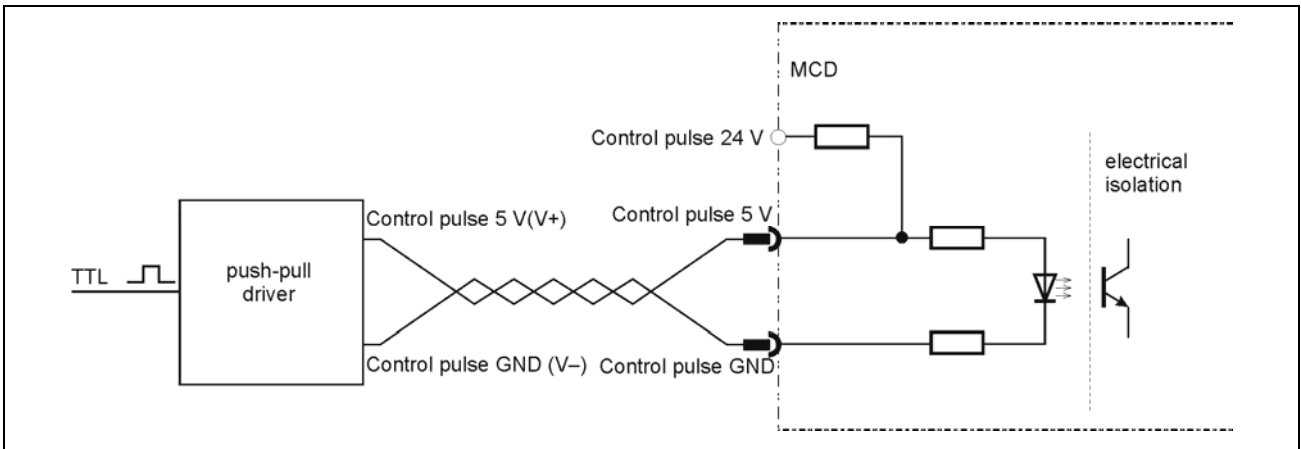 MCD
Control pulse 24 V
electrical
isolation
Control pulse 5 V(V+)
Control pulse 5 V
TTL
push-pull
driver
Control pulse GND (V–)
Control pulse GND